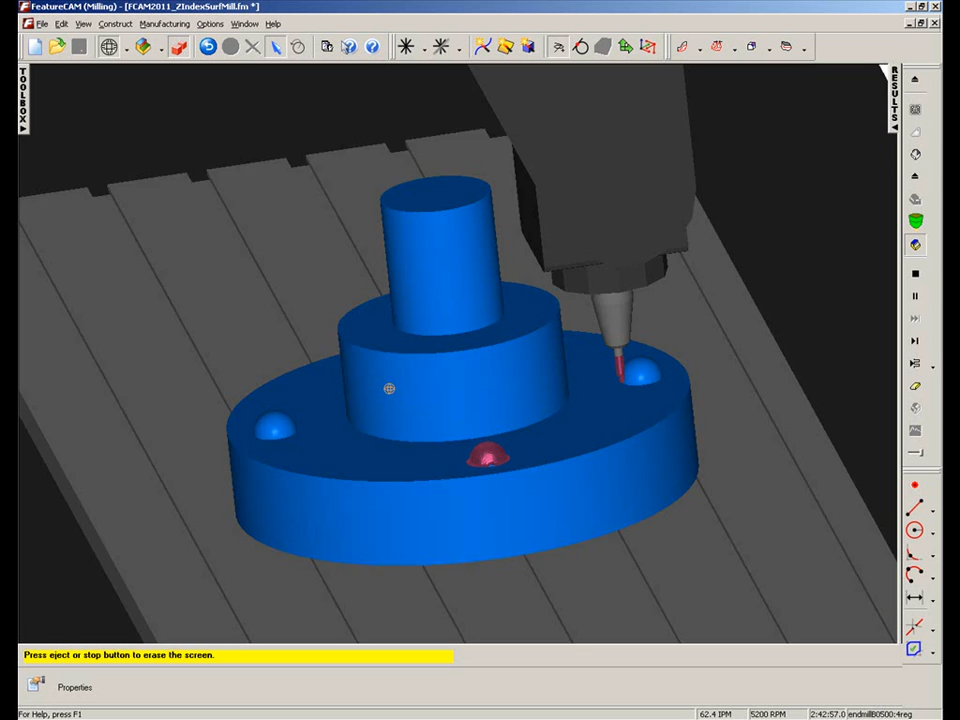 FeatureCAM (Milling) - [FCAM2011_ZIndexSurfMill.fm *]
File Edit View Construct Manufacturing Options Window Help
TOOLBOX
RESULTS
Press eject or stop button to erase the screen.
Properties
For Help, press F1
62.4 IPM 5200 RPM 2:42:57.0 endmillB0500:4reg